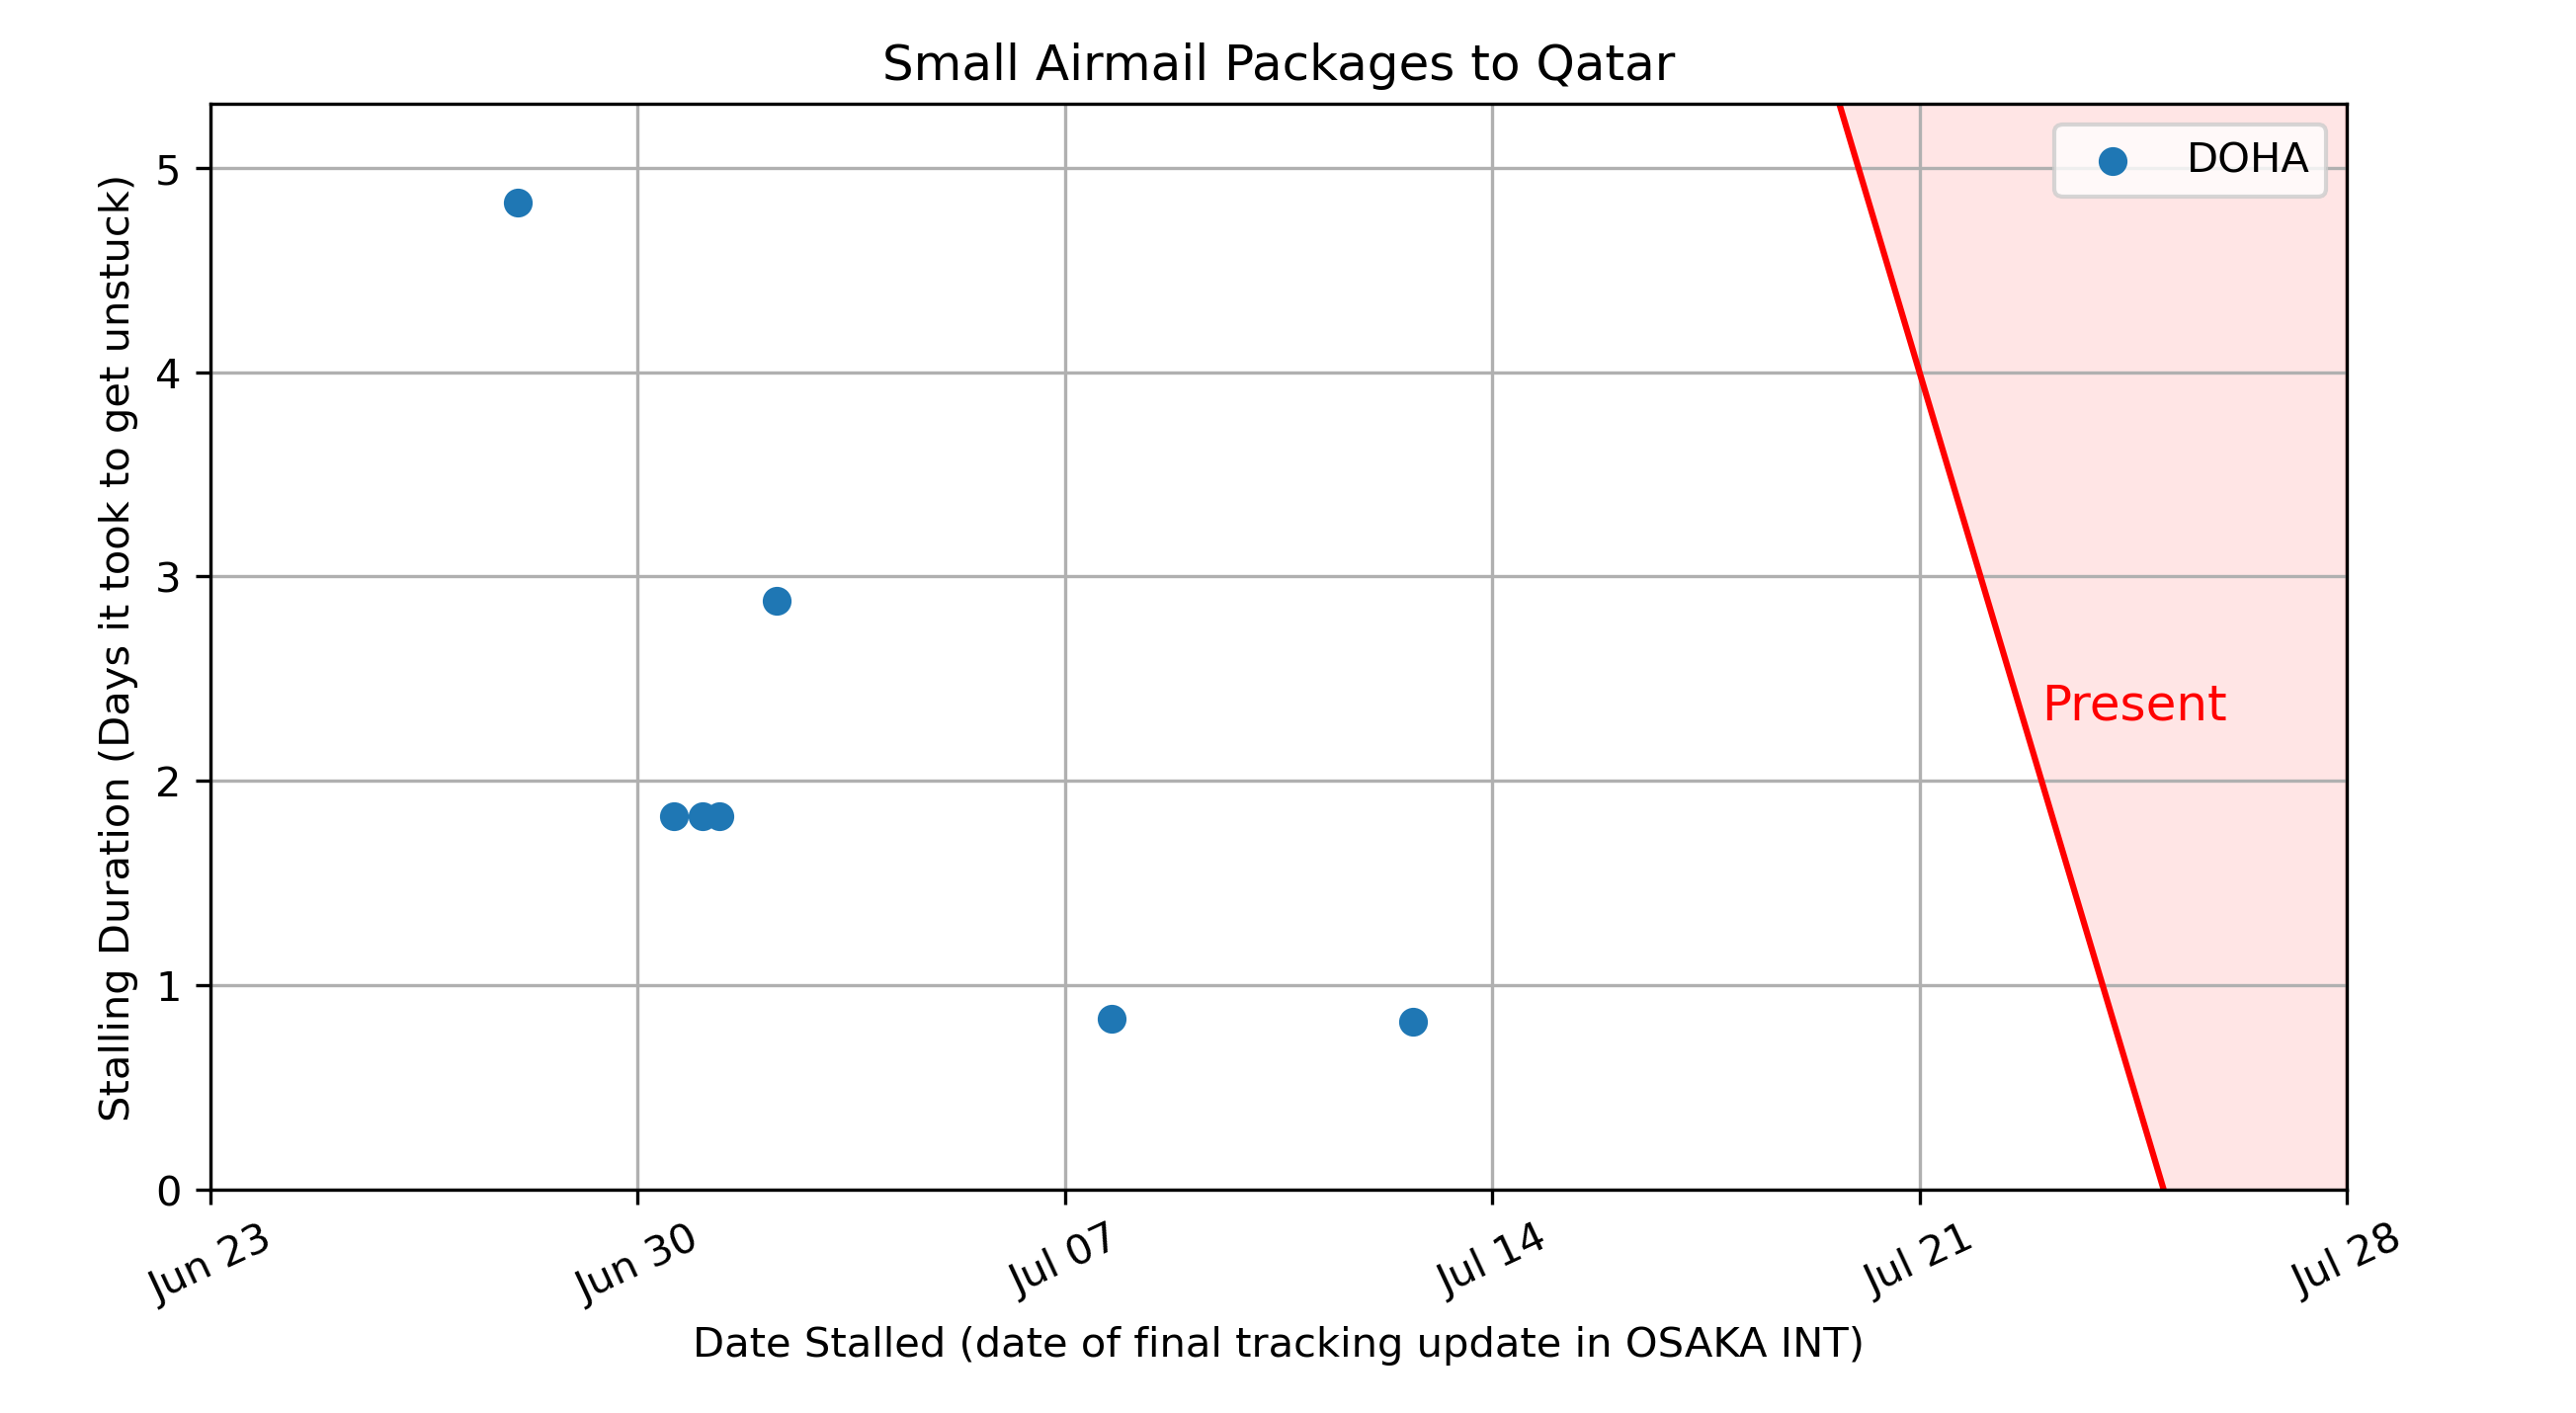 Small Airmail Packages to Qatar
DOHA
Present
Stalling Duration (Days it took to get unstuck)
5
4
3
2
1
0
Jun 23
Jun 30
Jul 07
Jul 14
Jul 21
Jul 28
Date Stalled (date of final tracking update in OSAKA INT)